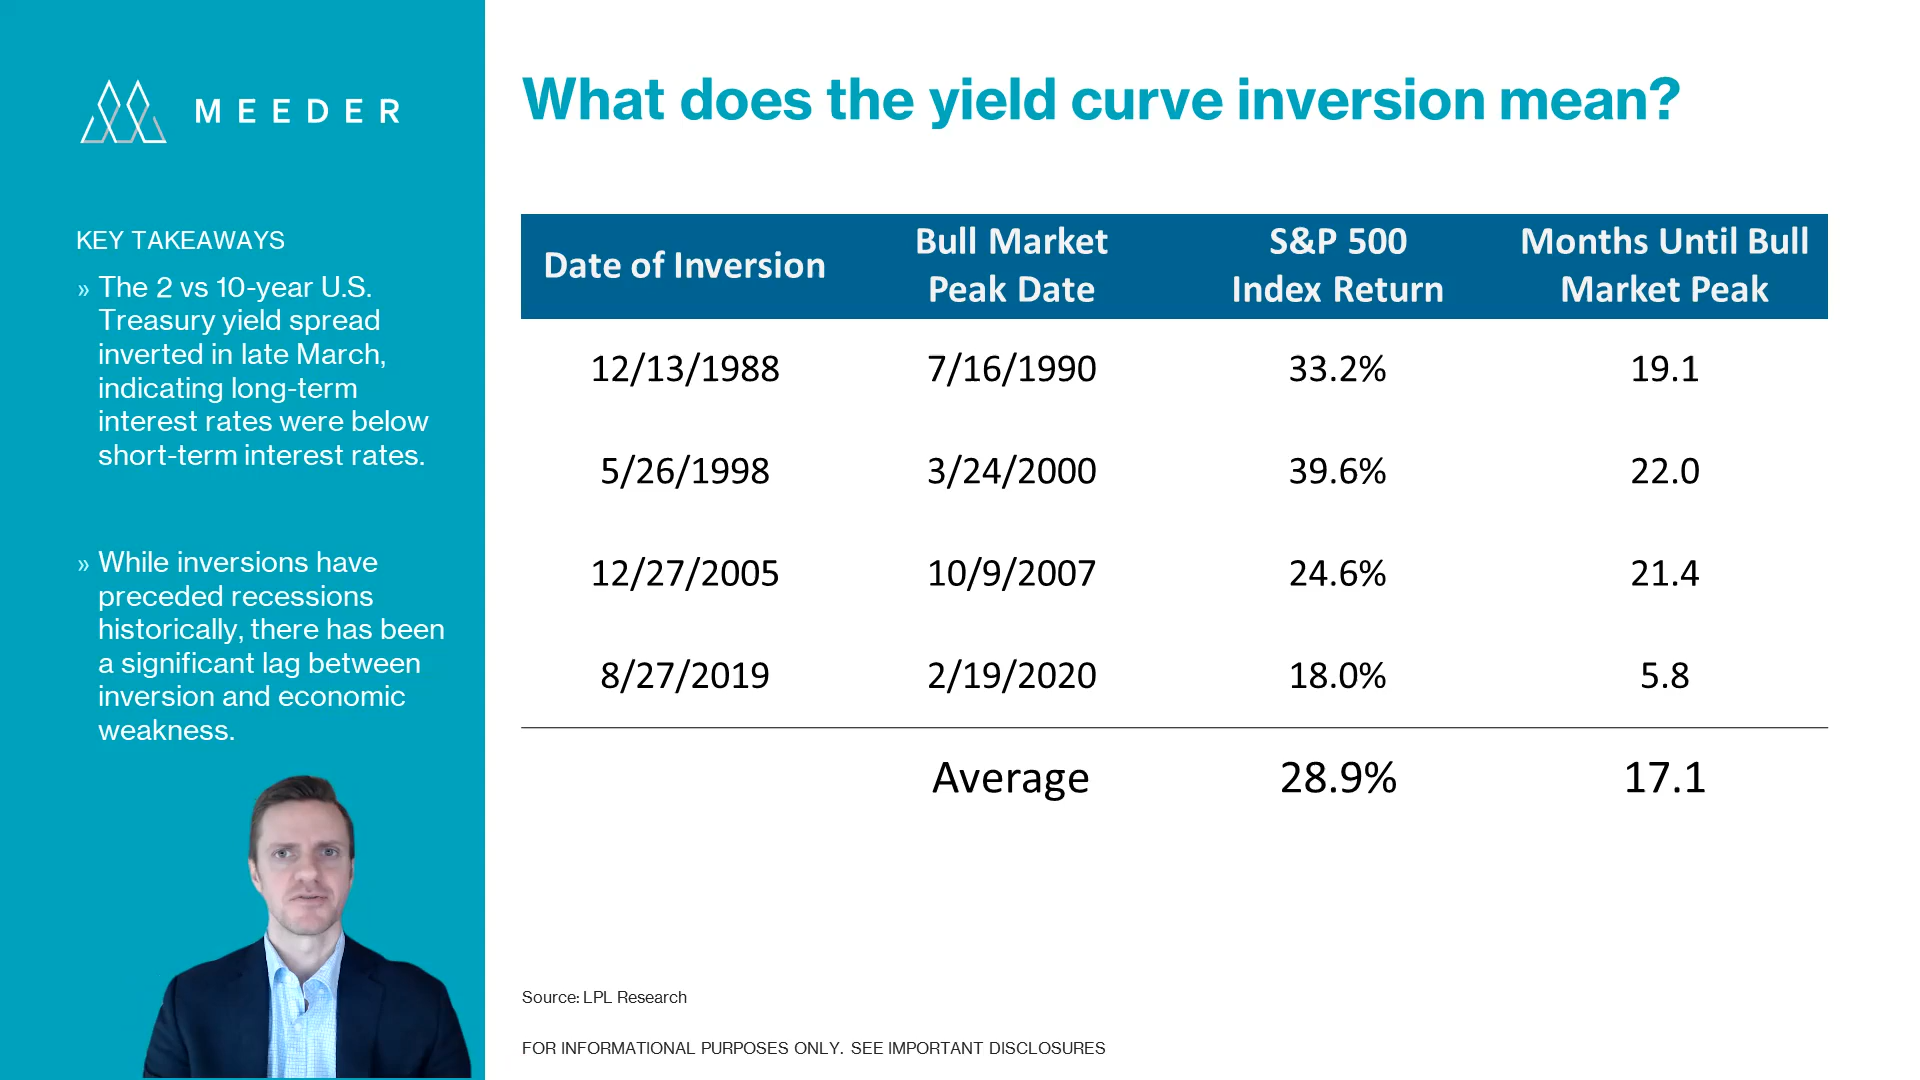 MEEDER
What does the yield curve inversion mean?
KEY TAKEAWAYS
» The 2 vs 10-year U.S.
Treasury yield spread
inverted in late March,
indicating long-term
interest rates were below
short-term interest rates.
» While inversions have
preceded recessions
historically, there has been
a significant lag between
inversion and economic
weakness.
Date of Inversion
Bull Market
Peak Date
S&P 500
Index Return
Months Until Bull
Market Peak
12/13/1988 7/16/1990 33.2% 19.1
5/26/1998 3/24/2000 39.6% 22.0
12/27/2005 10/9/2007 24.6% 21.4
8/27/2019 2/19/2020 18.0% 5.8
Average 28.9% 17.1
Source: LPL Research
FOR INFORMATIONAL PURPOSES ONLY. SEE IMPORTANT DISCLOSURES